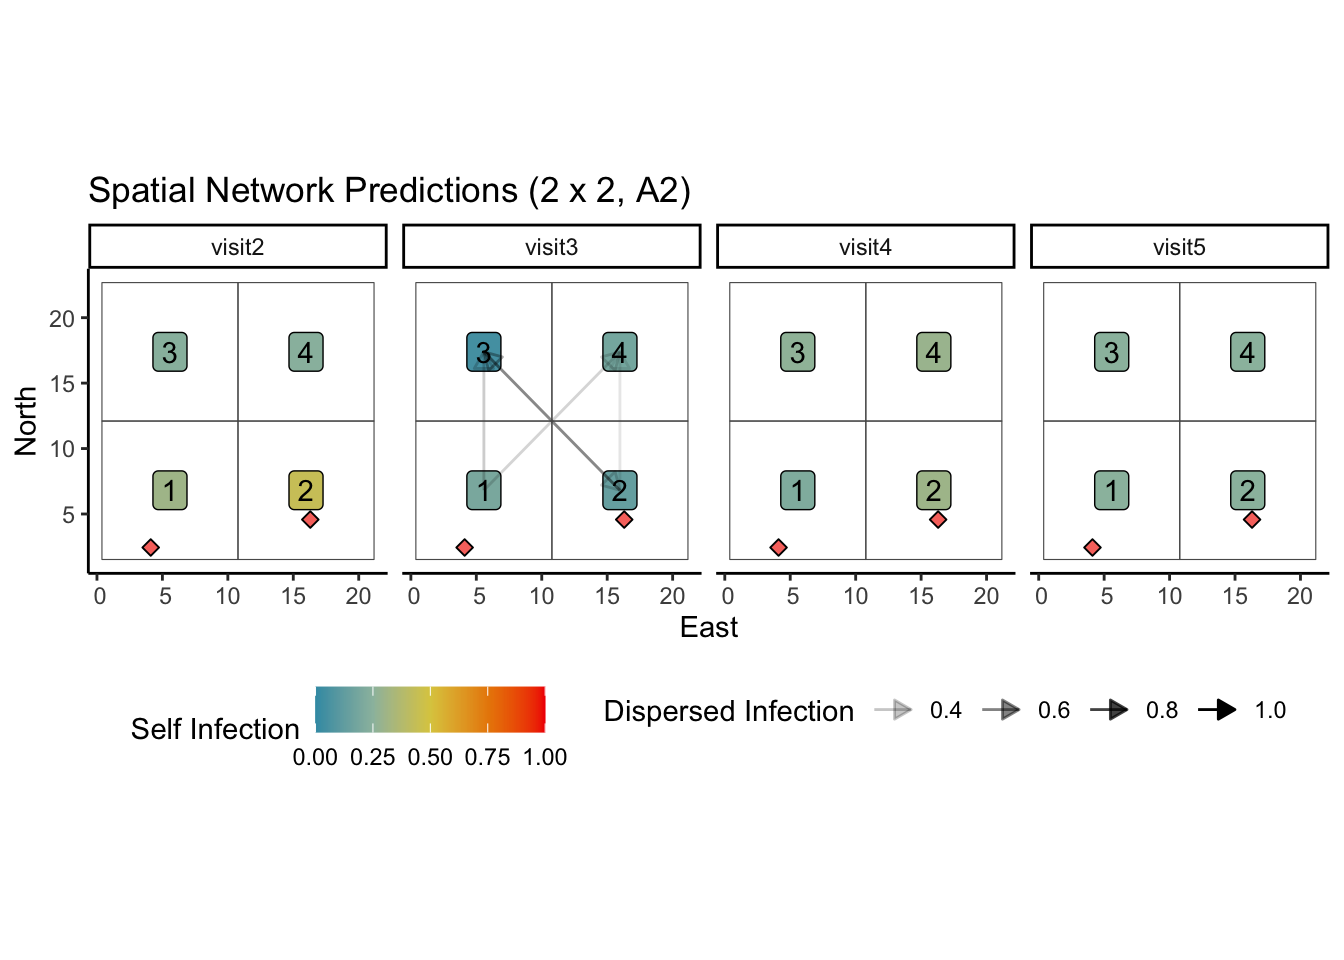 Spatial Network Predictions (2 x 2, A2)
visit2 visit3 visit4 visit5
North
20
15
10
5
3 4 3 4 3 4 3 4
1 2 1 2 1 2 1 2
0 5 10 15 20 0 5 10 15 20 0 5 10 15 20 0 5 10 15 20
East
Self Infection
0.00 0.25 0.50 0.75 1.00
Dispersed Infection 0.4 0.6 0.8 1.0